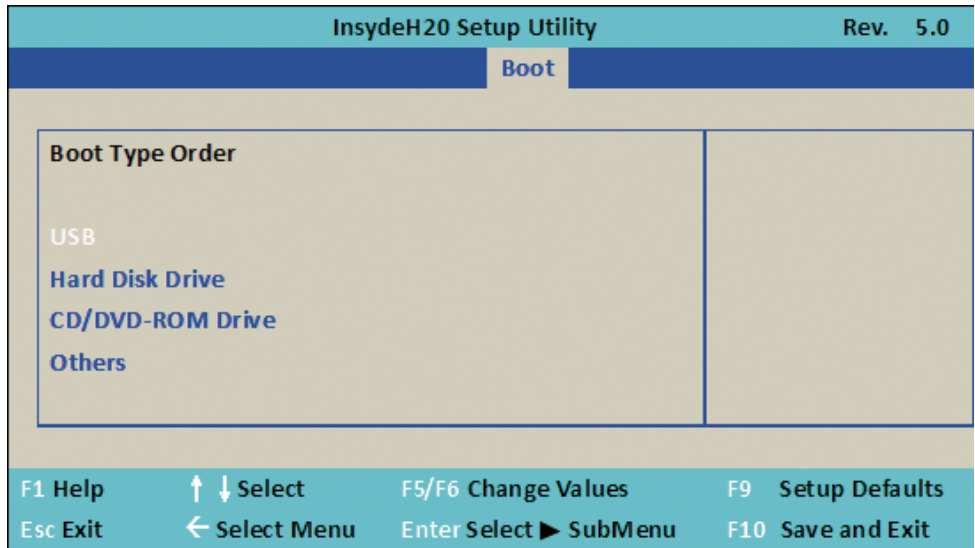 InsydeH20 Setup Utility Rev. 5.0
Boot
Boot Type Order
USB
Hard Disk Drive
CD/DVD-ROM Drive
Others
F1 Help ↑ ↓ Select F5/F6 Change Values F9 Setup Defaults
Esc Exit ← Select Menu Enter Select ▶ SubMenu F10 Save and Exit